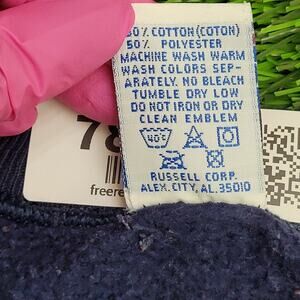 50% COTTON(COTON)
50% POLYESTER
MACHINE WASH WARM
WASH COLORS SEP-
ARATELY. NO BLEACH
TUMBLE DRY LOW
DO NOT IRON OR DRY
CLEAN EMBLEM
40°C
RUSSELL CORP.
ALEX. CITY, AL. 35010
78
freere